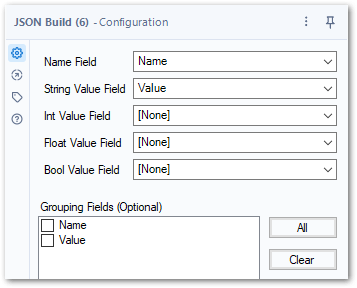 JSON Build (6) - Configuration
Name Field Name
String Value Field Value
Int Value Field [None]
Float Value Field [None]
Bool Value Field [None]
Grouping Fields (Optional)
Name
Value
All
Clear